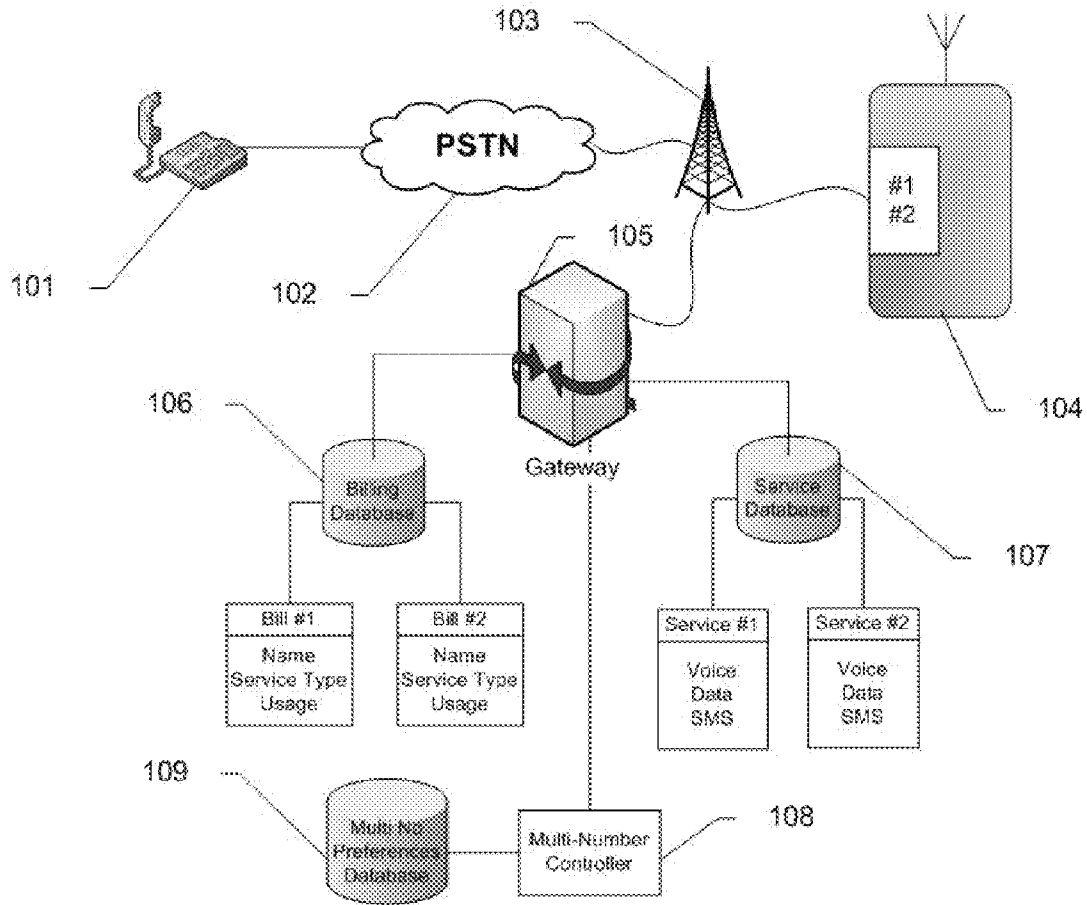 103
PSTN
#1
#2
105
101
102
104
106
Gateway
Billing
Database
Service
Database
107
Bill #1
Name
Service Type
Usage
Bill #2
Name
Service Type
Usage
Service #1
Voice
Data
SMS
Service #2
Voice
Data
SMS
109
Multi No
Preferences
Database
Multi-Number
Controller
108